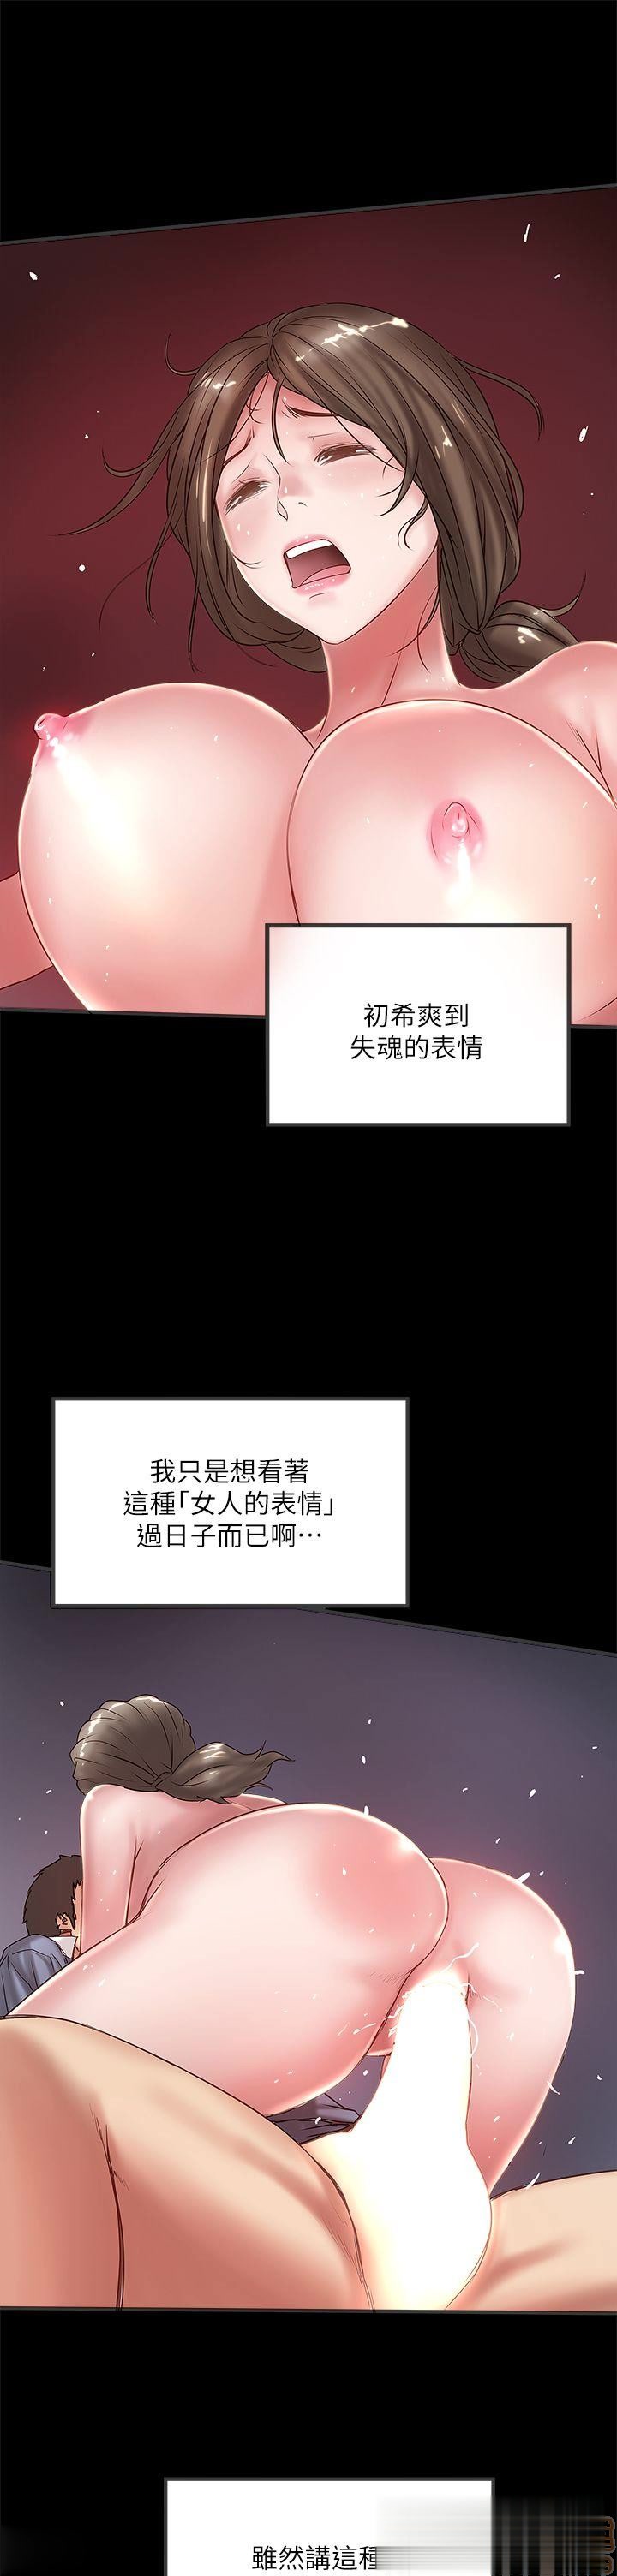 初希爽到
失魂的表情
我只是想看著
這種「女人的表情」
過日子而已啊⋯
雖然講這種